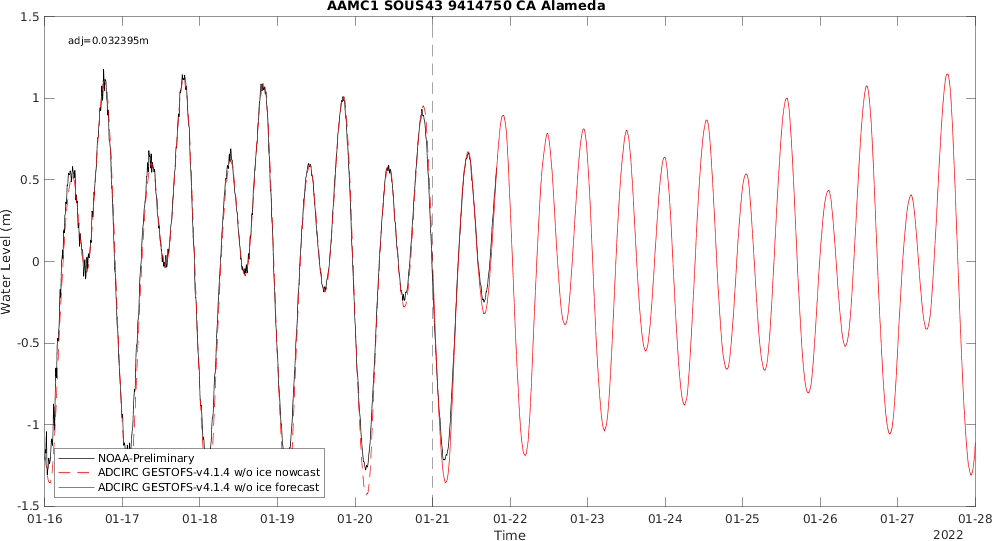 AAMC1 SOUS43 9414750 CA Alameda
1.5
adj=0.032395m
1
0.5
0
-0.5
-1
-1.5
Water Level (m)
NOAA-Preliminary
ADCIRC GESTOFS-v4.1.4 w/o ice nowcast
ADCIRC GESTOFS-v4.1.4 w/o ice forecast
01-16 01-17 01-18 01-19 01-20 01-21 01-22 01-23 01-24 01-25 01-26 01-27 01-28
Time
2022